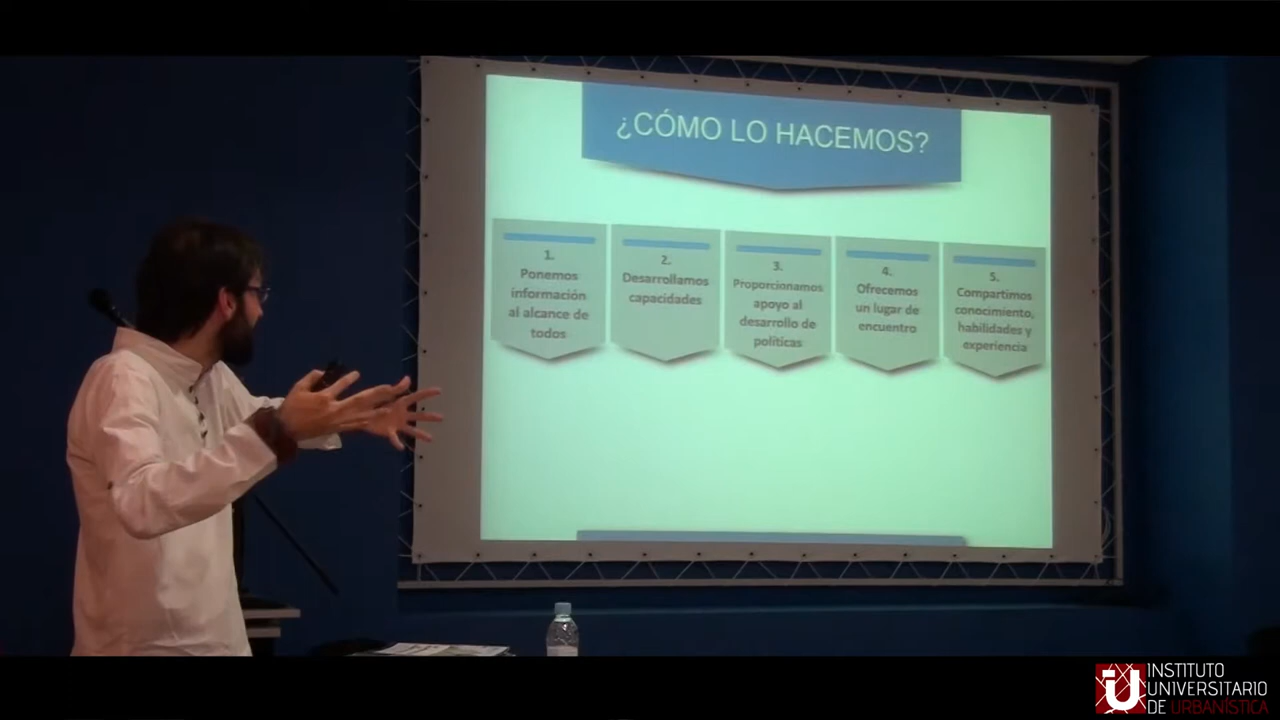 ¿CÓMO LO HACEMOS?
1.
Ponemos
información
al alcance de
todos
2.
Desarrollamos
capacidades
3.
Proporcionamos
apoyo al
desarrollo de
políticas
4.
Ofrecemos
un lugar de
encuentro
5.
Compartimos
conocimiento,
habilidades y
experiencia
iU INSTITUTO
UNIVERSITARIO
DE URBANÍSTICA